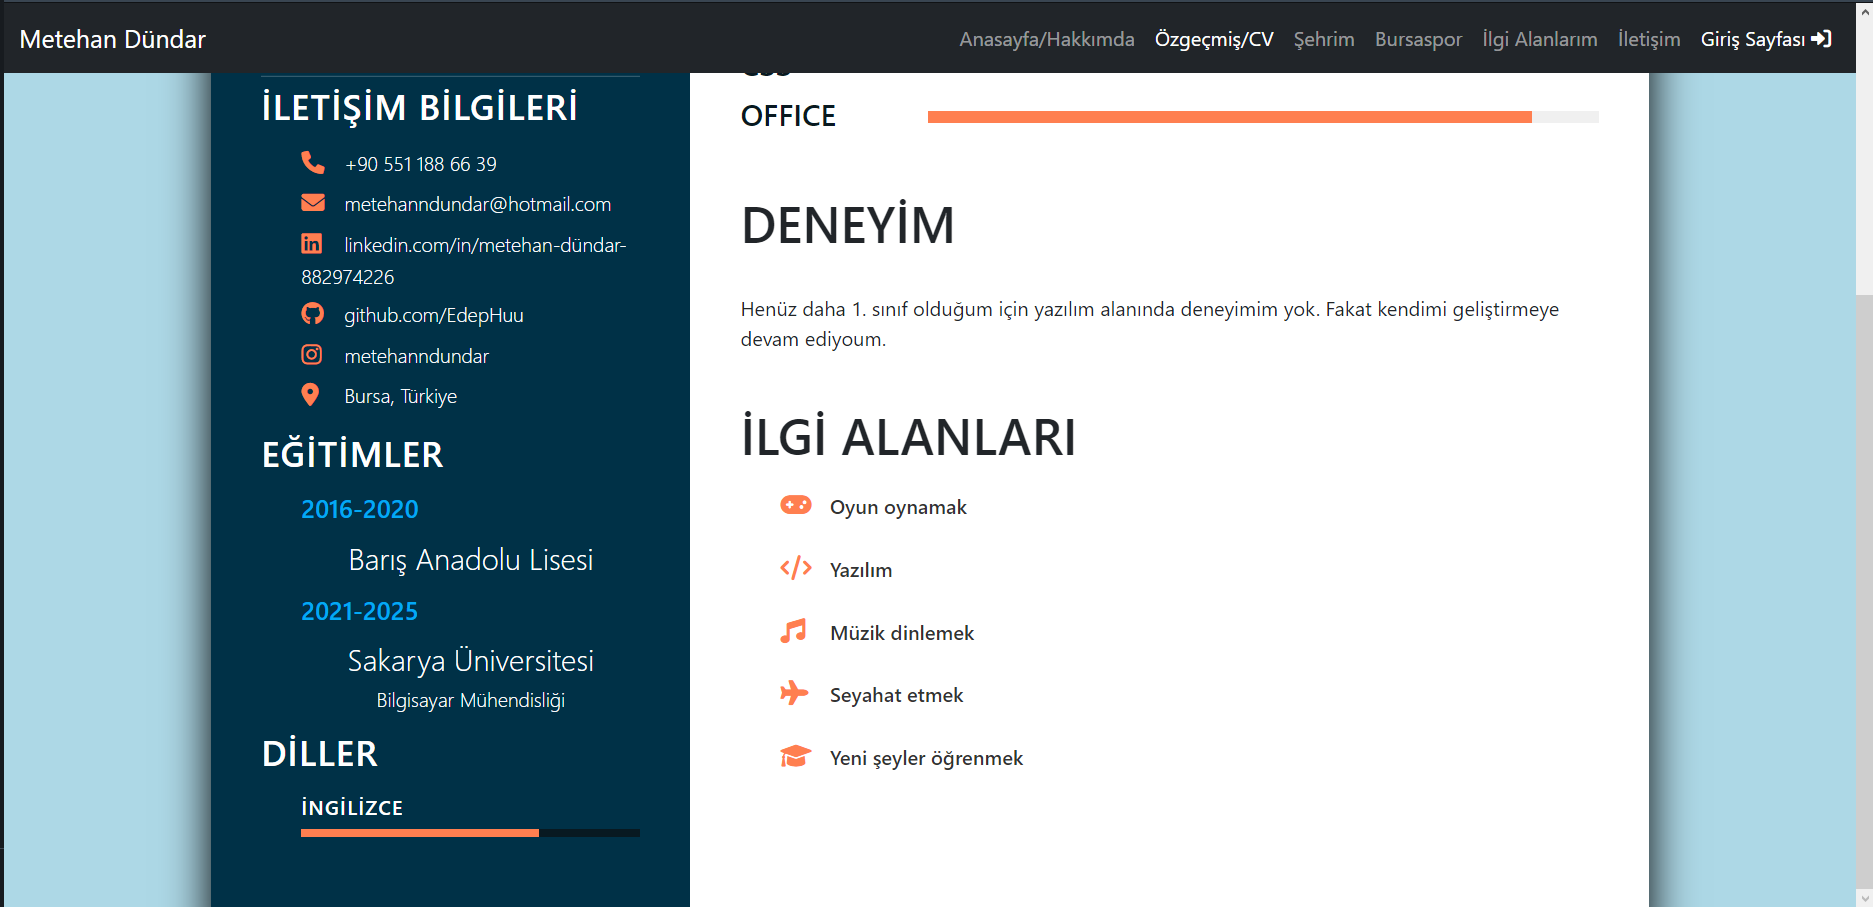 Metehan Dündar
Anasayfa/Hakkımda Özgeçmiş/CV Şehrim Bursaspor İlgi Alanlarım İletişim Giriş Sayfası
İLETİŞİM BİLGİLERİ
+90 551 188 66 39
metehanndundar@hotmail.com
linkedin.com/in/metehan-dündar-
882974226
github.com/EdepHuu
metehanndundar
Bursa, Türkiye
EĞİTİMLER
2016-2020
Barış Anadolu Lisesi
2021-2025
Sakarya Üniversitesi
Bilgisayar Mühendisliği
DİLLER
İNGİLİZCE
CSS
OFFICE
DENEYİM
Henüz daha 1. sınıf olduğum için yazılım alanında deneyimim yok. Fakat kendimi geliştirmeye
devam ediyoum.
İLGİ ALANLARI
Oyun oynamak
Yazılım
Müzik dinlemek
Seyahat etmek
Yeni şeyler öğrenmek